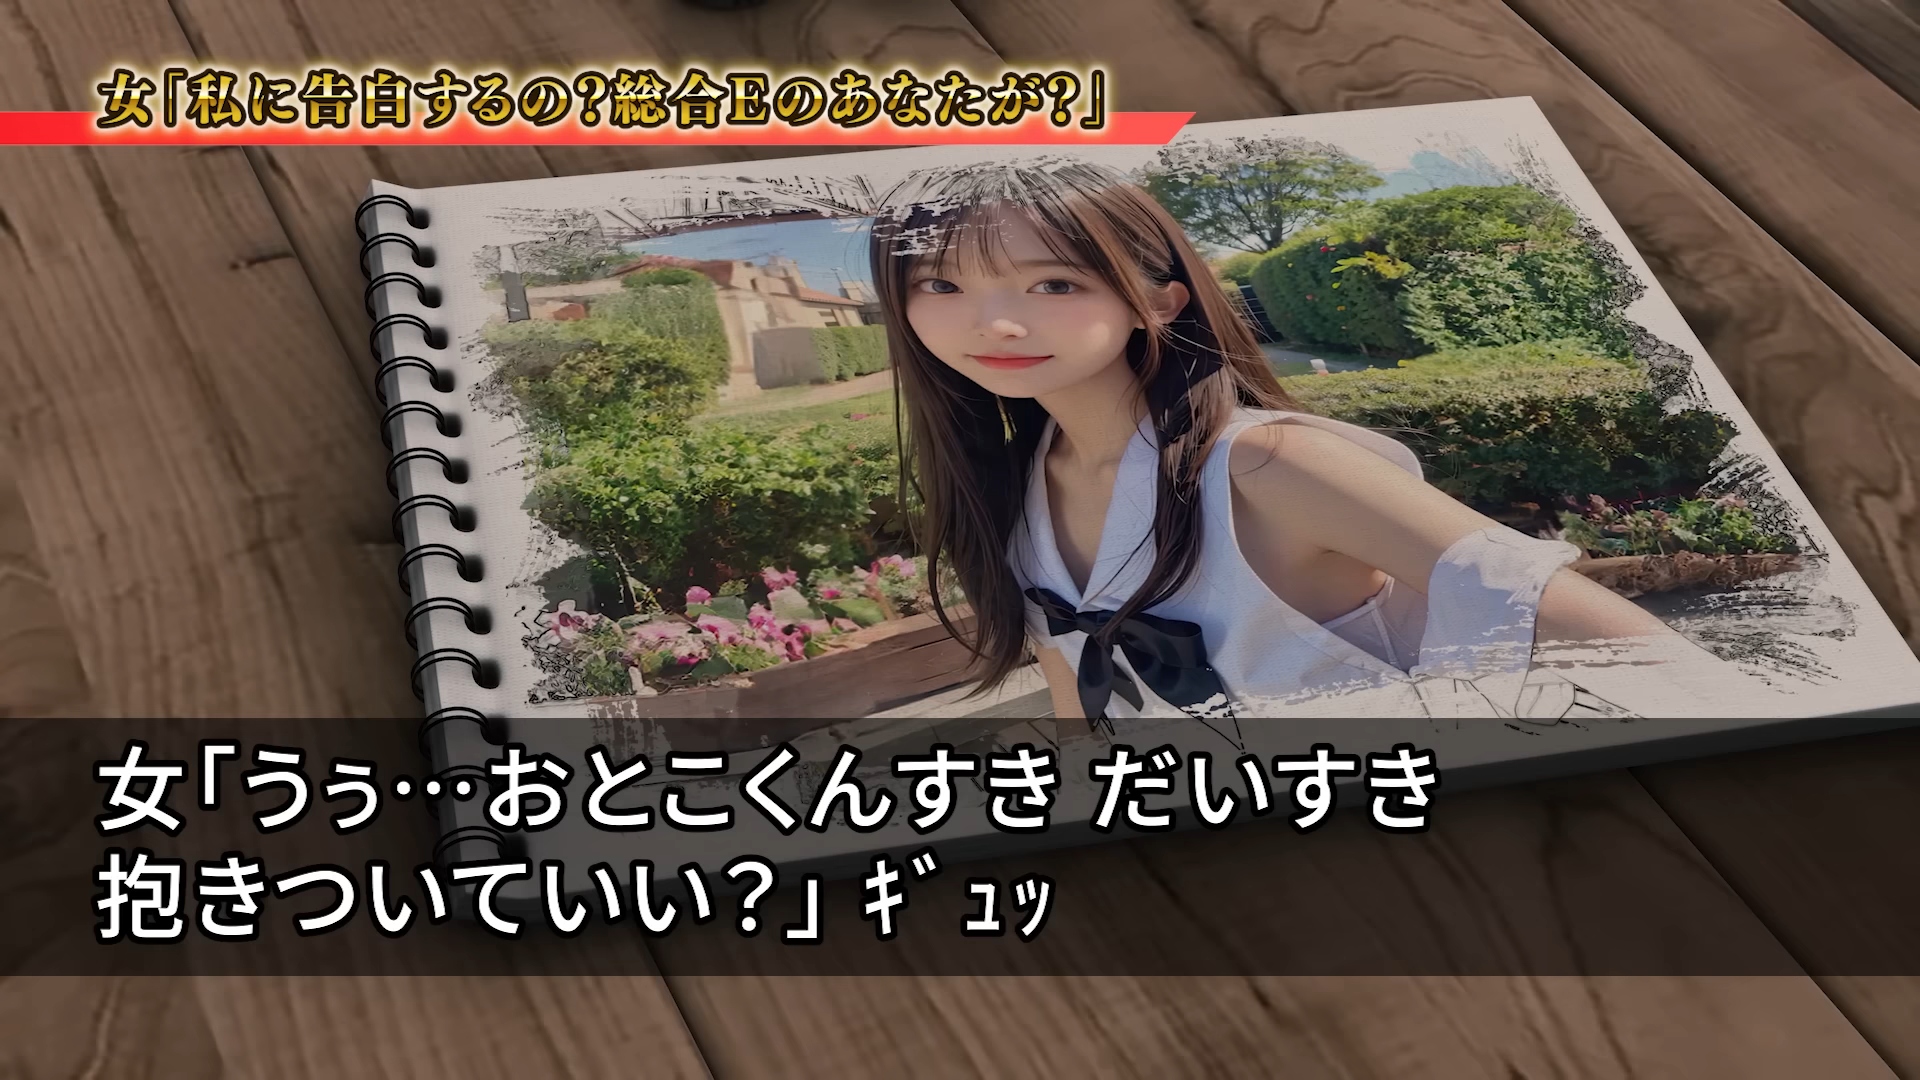 女「私に告白するの?総合Eのあなたが?」
女「うぅ…おとこくんすき だいすき
抱きついていい?」ｷﾞｭｯ